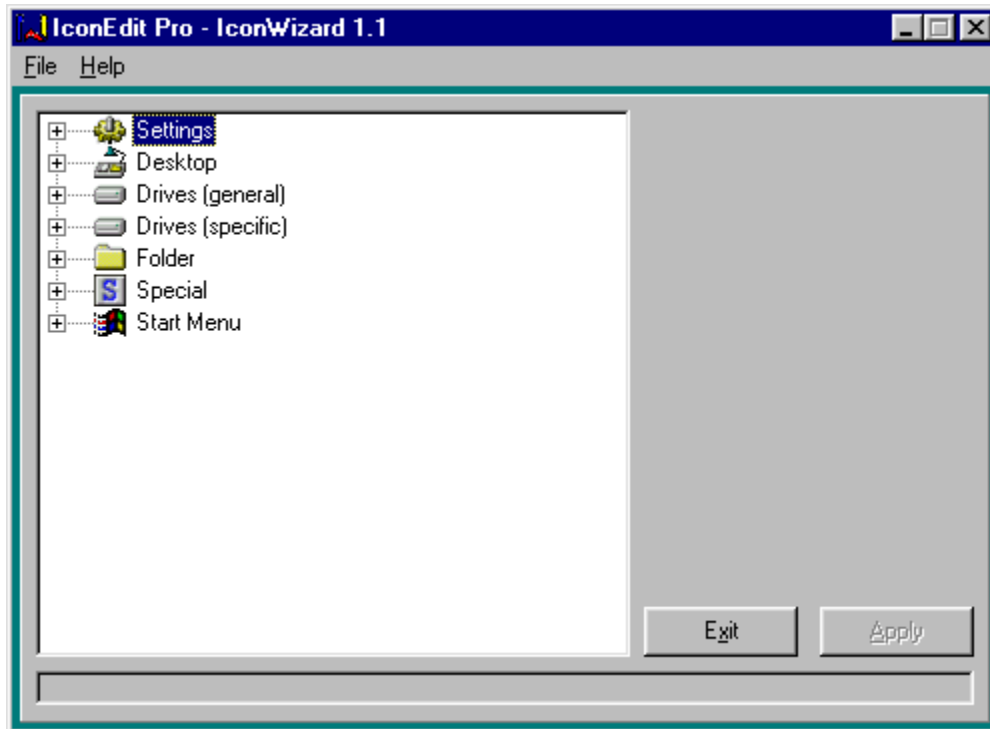 IconEdit Pro - IconWizard 1.1
File Help
Settings
Desktop
Drives (general)
Drives (specific)
Folder
S Special
Start Menu
Exit Apply